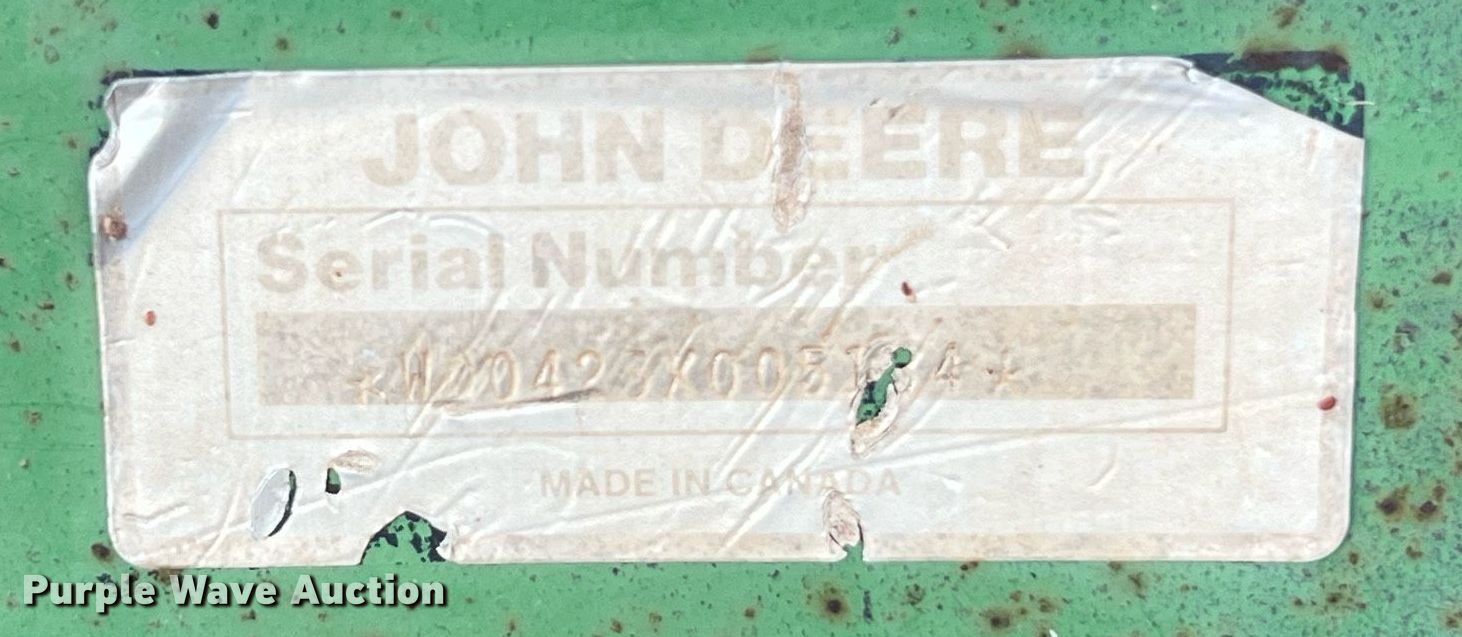 JOHN DEERE
Serial Number
MADE IN CANADA
Purple Wave Auction